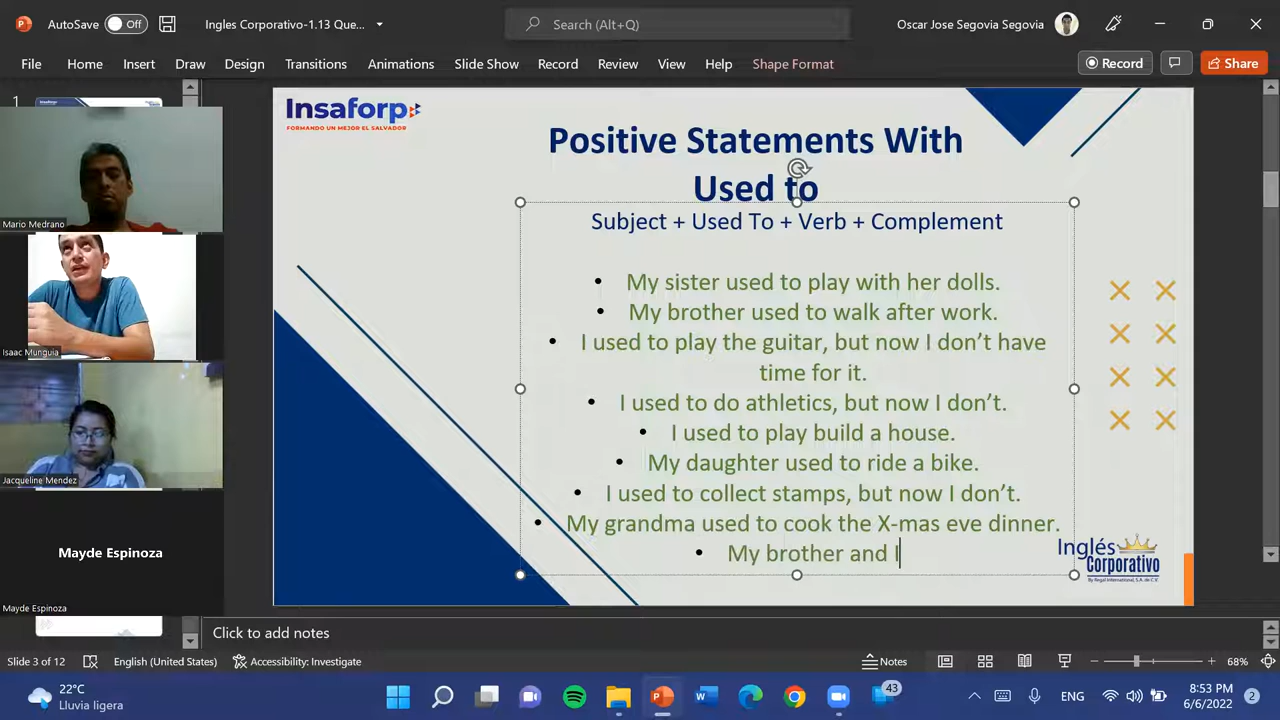 AutoSave Off
Ingles Corporativo-1.13 Que...
Search (Alt+Q)
Oscar Jose Segovia Segovia
File Home Insert Draw Design Transitions Animations Slide Show Record Review View Help Shape Format
Record
Share
1
Insaforp
FORMANDO UN MEJOR EL SALVADOR
Positive Statements With
Used to
Subject + Used To + Verb + Complement
• My sister used to play with her dolls.
• My brother used to walk after work.
• I used to play the guitar, but now I don't have
time for it.
• I used to do athletics, but now I don't.
• I used to play build a house.
• My daughter used to ride a bike.
• I used to collect stamps, but now I don't.
• My grandma used to cook the X-mas eve dinner.
• My brother and I
Inglés
Corporativo
By Regal International, S.A. de C.V.
Mario Medrano
Isaac Munguia
Jacqueline Mendez
Mayde Espinoza
Mayde Espinoza
Click to add notes
Slide 3 of 12
English (United States)
Accessibility: Investigate
Notes
68%
22°C
Lluvia ligera
43
ENG
8:53 PM
6/6/2022
2